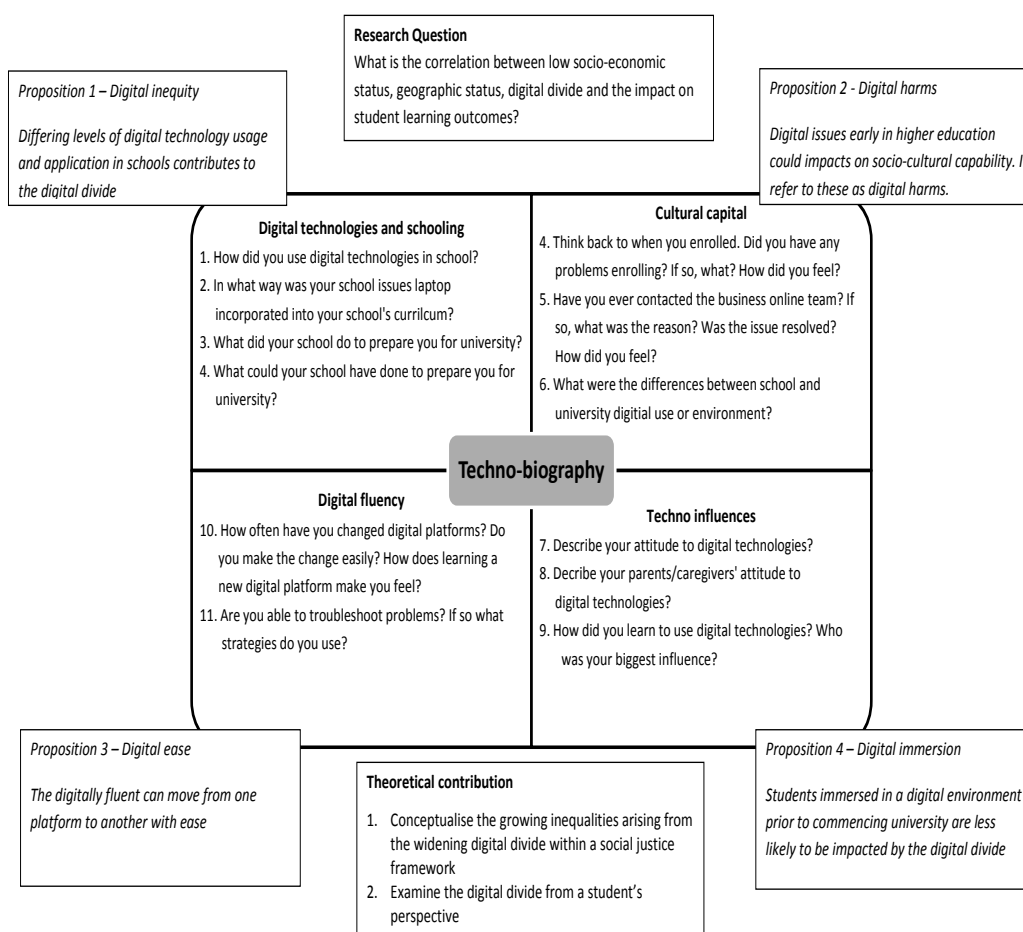 Research Question
What is the correlation between low socio-economic
status, geographic status, digital divide and the impact on
student learning outcomes?
Proposition 1 – Digital inequity
Differing levels of digital technology usage
and application in schools contributes to
the digital divide
Proposition 2 - Digital harms
Digital issues early in higher education
could impacts on socio-cultural capability. I
refer to these as digital harms.
Digital technologies and schooling
1. How did you use digital technologies in school?
2. In what way was your school issues laptop
incorporated into your school's currilcum?
3. What did your school do to prepare you for university?
4. What could your school have done to prepare you for
university?
Cultural capital
4. Think back to when you enrolled. Did you have any
problems enrolling? If so, what? How did you feel?
5. Have you ever contacted the business online team? If
so, what was the reason? Was the issue resolved?
How did you feel?
6. What were the differences between school and
university digitial use or environment?
Techno-biography
Digital fluency
10. How often have you changed digital platforms? Do
you make the change easily? How does learning a
new digital platform make you feel?
11. Are you able to troubleshoot problems? If so what
strategies do you use?
Techno influences
7. Describe your attitude to digital technologies?
8. Decribe your parents/caregivers' attitude to
digital technologies?
9. How did you learn to use digital technologies? Who
was your biggest influence?
Proposition 3 – Digital ease
The digitally fluent can move from one
platform to another with ease
Theoretical contribution
1. Conceptualise the growing inequalities arising from
the widening digital divide within a social justice
framework
2. Examine the digital divide from a student's
perspective
Proposition 4 – Digital immersion
Students immersed in a digital environment
prior to commencing university are less
likely to be impacted by the digital divide